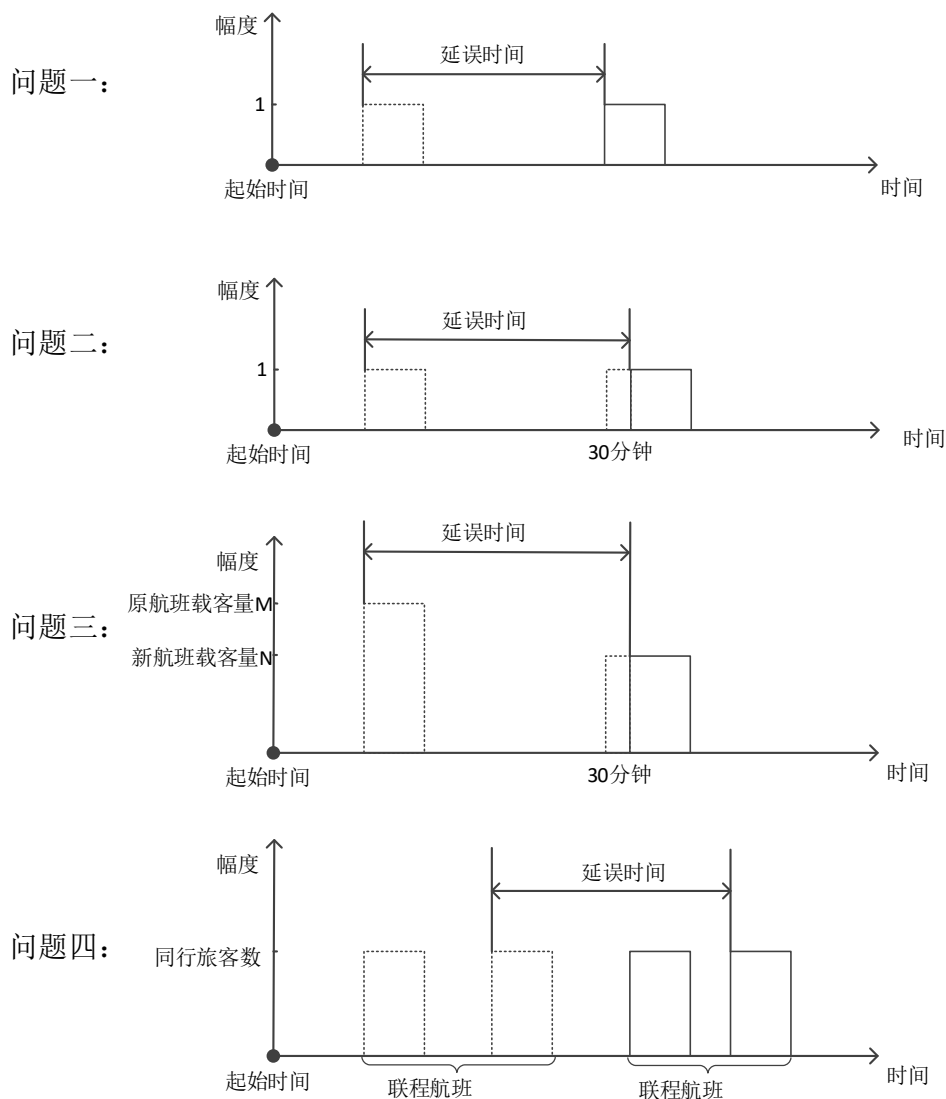 幅度
延误时间
问题一：
1
起始时间
时间
幅度
延误时间
问题二：
1
起始时间
30分钟
时间
延误时间
幅度
原航班载客量M
问题三：
新航班载客量N
起始时间
30分钟
时间
幅度
延误时间
问题四：
同行旅客数
起始时间
联程航班
联程航班
时间